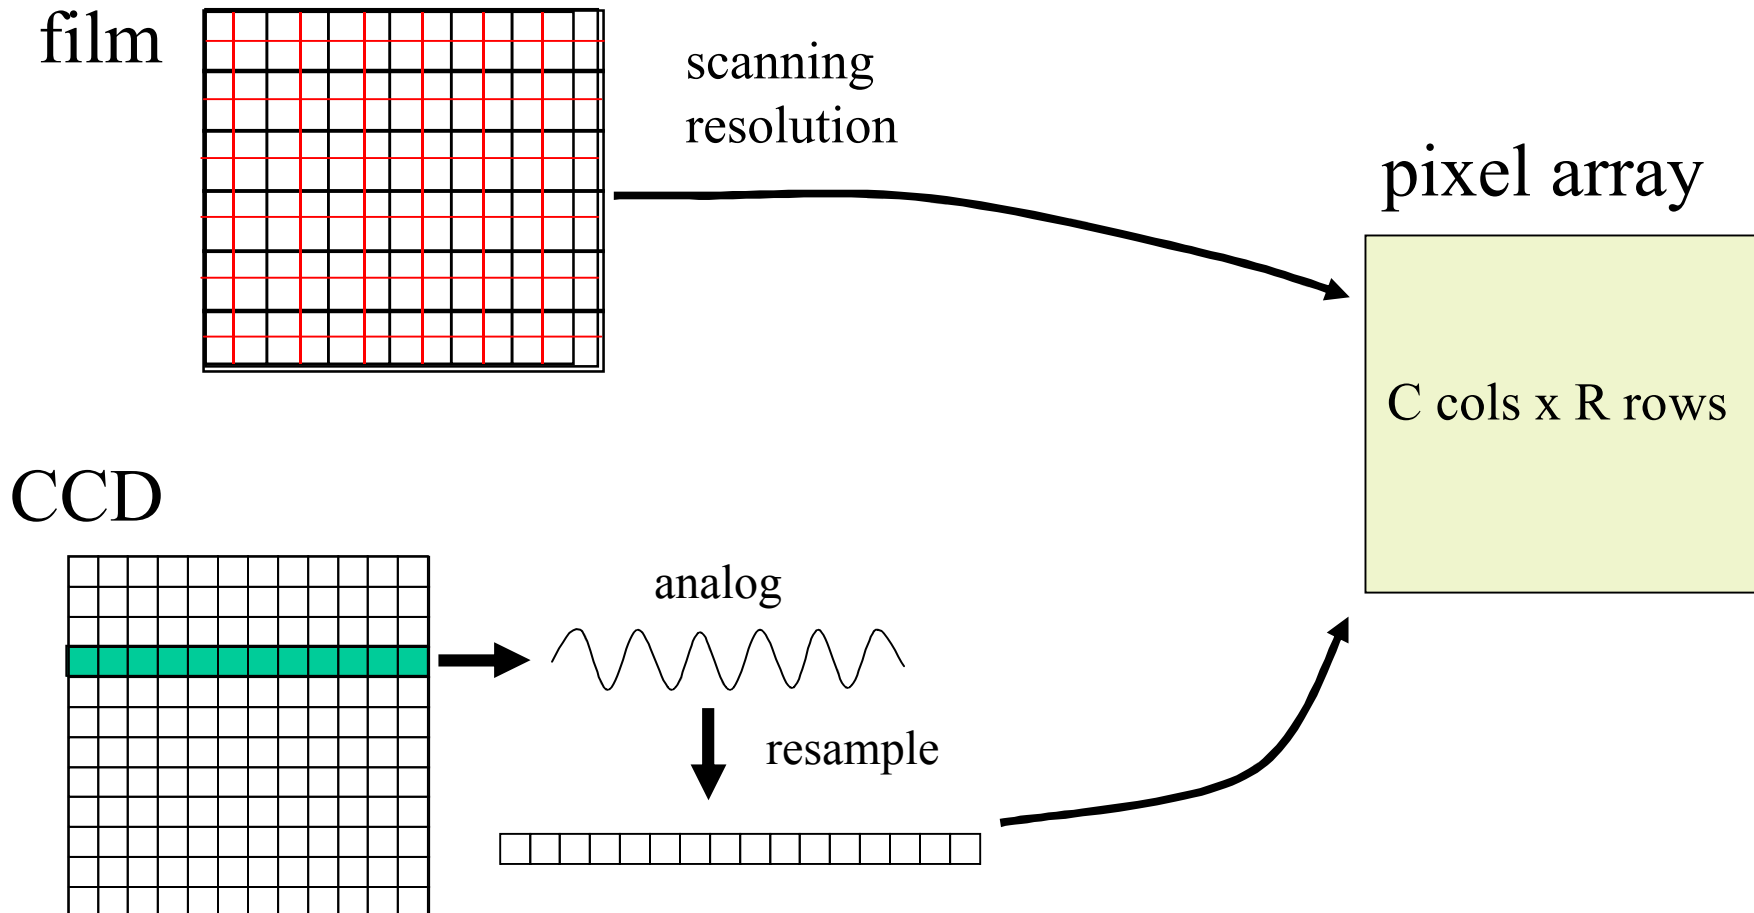 film
scanning
resolution
pixel array
C cols x R rows
CCD
analog
resample